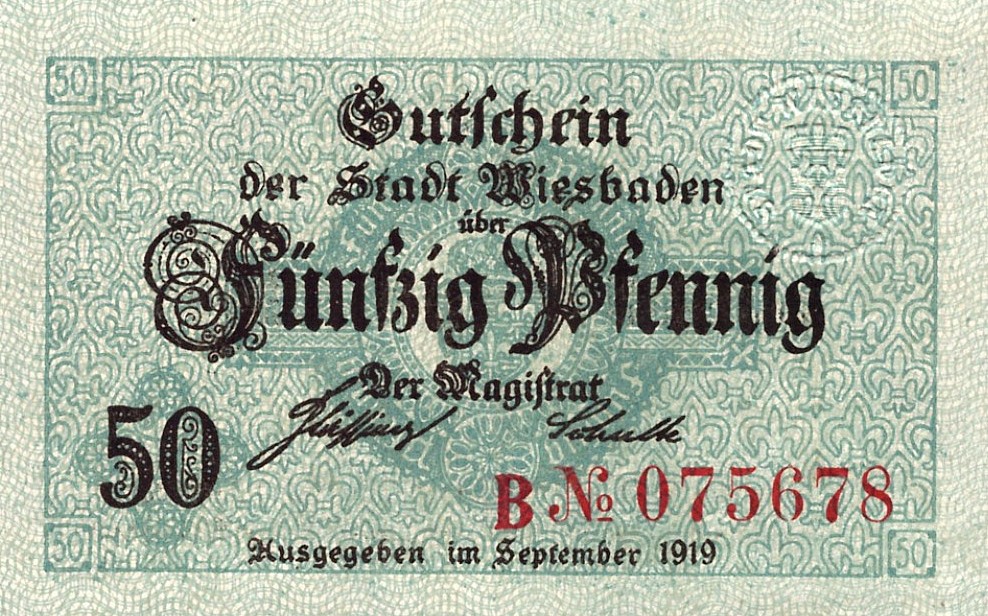 50 50
Gutschein
der Stadt Wiesbaden
über
Fünfzig Pfennig
Der Magistrat
Schulte
50
B № 075678
50 Ausgegeben im September 1919 50